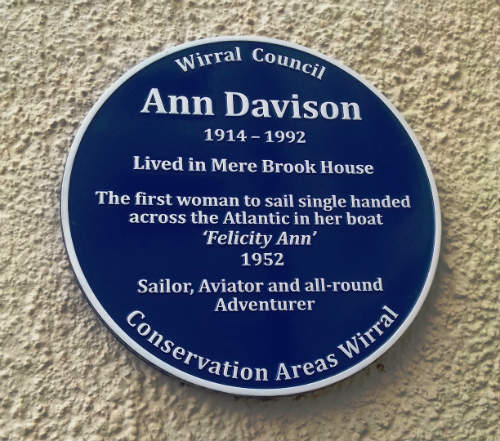 Wirral Council
Ann Davison
1914 – 1992
Lived in Mere Brook House
The first woman to sail single handed
across the Atlantic in her boat
‘Felicity Ann’
1952
Sailor, Aviator and all-round
Adventurer
Conservation Areas Wirral